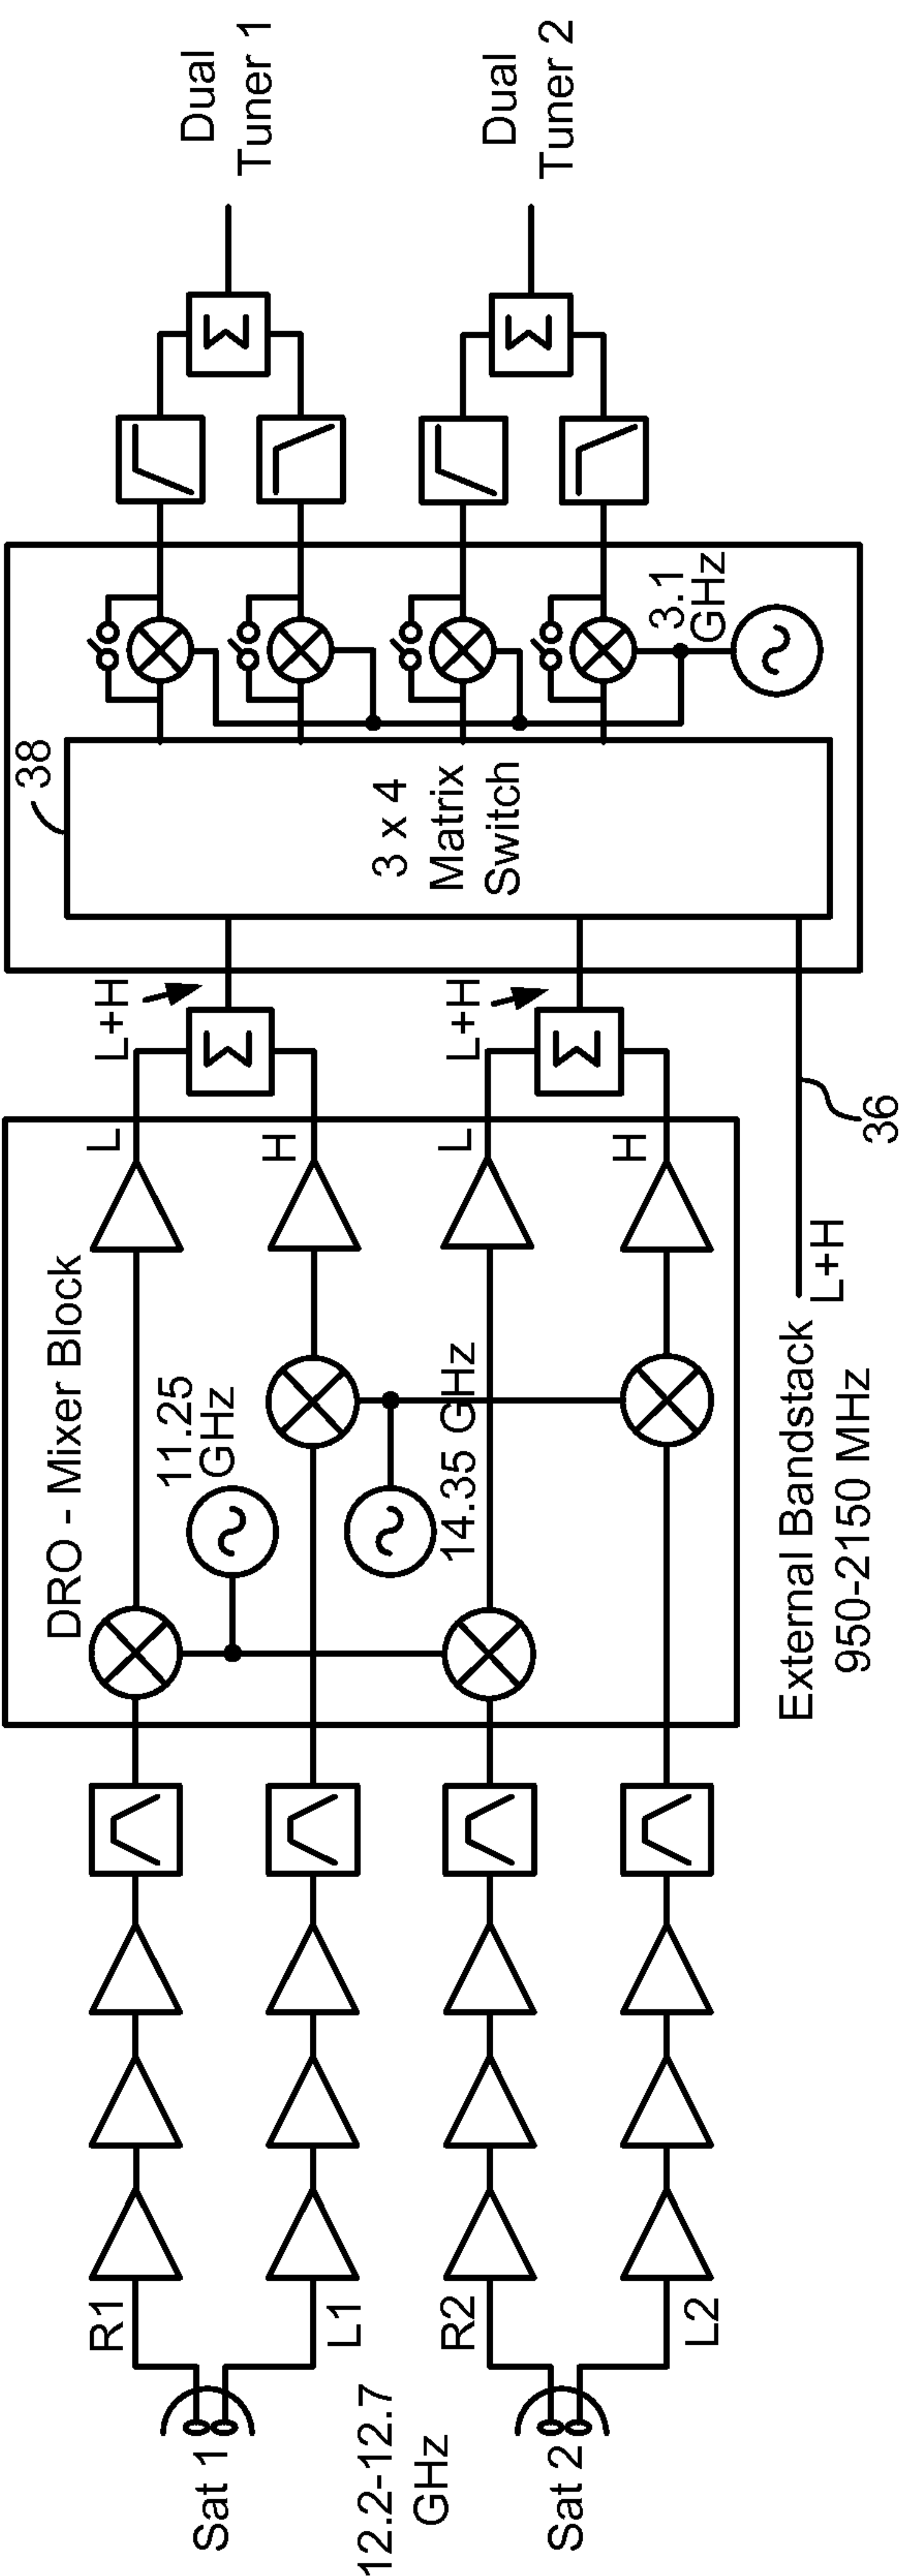 Sat 1
12.2-12.7
GHz
Sat 2
R1
L1
R2
L2
DRO - Mixer Block
11.25
GHz
14.35 GHz
L
H
L
H
External Bandstack
950-2150 MHz
L+H
36
L+H
L+H
Σ
Σ
38
3 x 4
Matrix
Switch
3.1
GHz
Σ
Σ
Dual
Tuner 1
Dual
Tuner 2